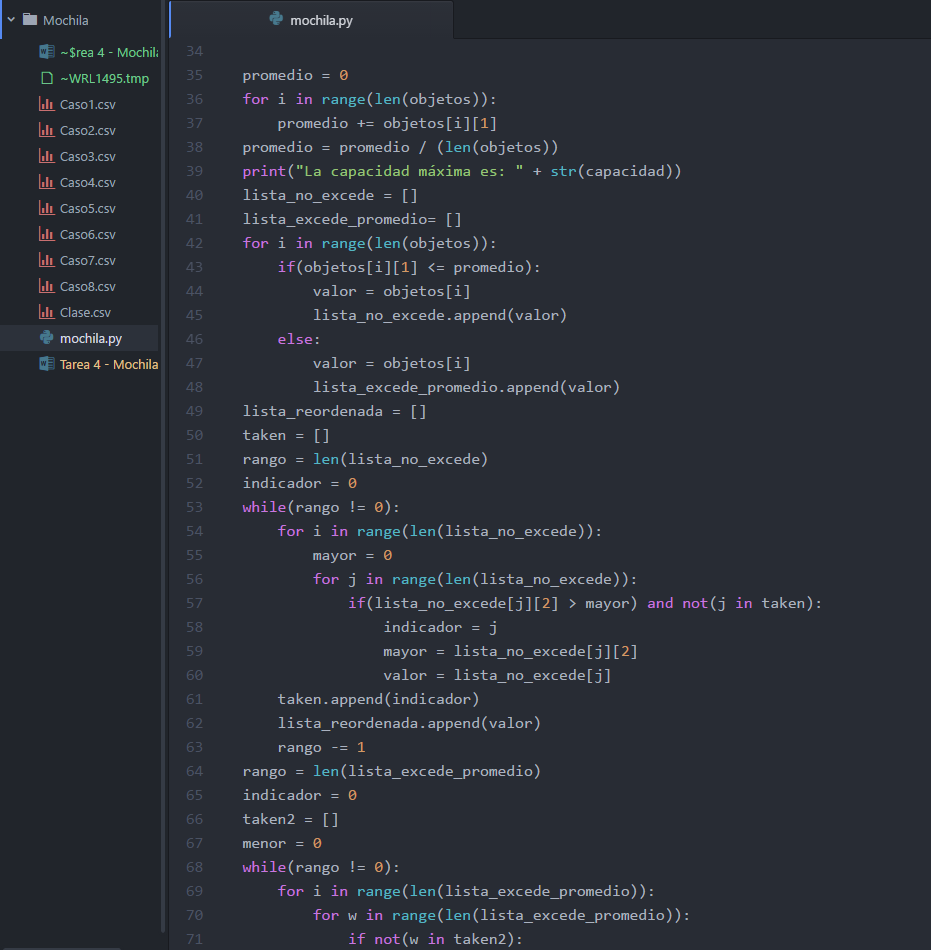 Mochila
~$rea 4 - Mochila
~WRL1495.tmp
Caso1.csv
Caso2.csv
Caso3.csv
Caso4.csv
Caso5.csv
Caso6.csv
Caso7.csv
Caso8.csv
Clase.csv
mochila.py
Tarea 4 - Mochila
mochila.py
34
35 promedio = 0
36 for i in range(len(objetos)):
37 promedio += objetos[i][1]
38 promedio = promedio / (len(objetos))
39 print("La capacidad máxima es: " + str(capacidad))
40 lista_no_excede = []
41 lista_excede_promedio= []
42 for i in range(len(objetos)):
43 if(objetos[i][1] <= promedio):
44 valor = objetos[i]
45 lista_no_excede.append(valor)
46 else:
47 valor = objetos[i]
48 lista_excede_promedio.append(valor)
49 lista_reordenada = []
50 taken = []
51 rango = len(lista_no_excede)
52 indicador = 0
53 while(rango != 0):
54 for i in range(len(lista_no_excede)):
55 mayor = 0
56 for j in range(len(lista_no_excede)):
57 if(lista_no_excede[j][2] > mayor) and not(j in taken):
58 indicador = j
59 mayor = lista_no_excede[j][2]
60 valor = lista_no_excede[j]
61 taken.append(indicador)
62 lista_reordenada.append(valor)
63 rango -= 1
64 rango = len(lista_excede_promedio)
65 indicador = 0
66 taken2 = []
67 menor = 0
68 while(rango != 0):
69 for i in range(len(lista_excede_promedio)):
70 for w in range(len(lista_excede_promedio)):
71 if not(w in taken2):